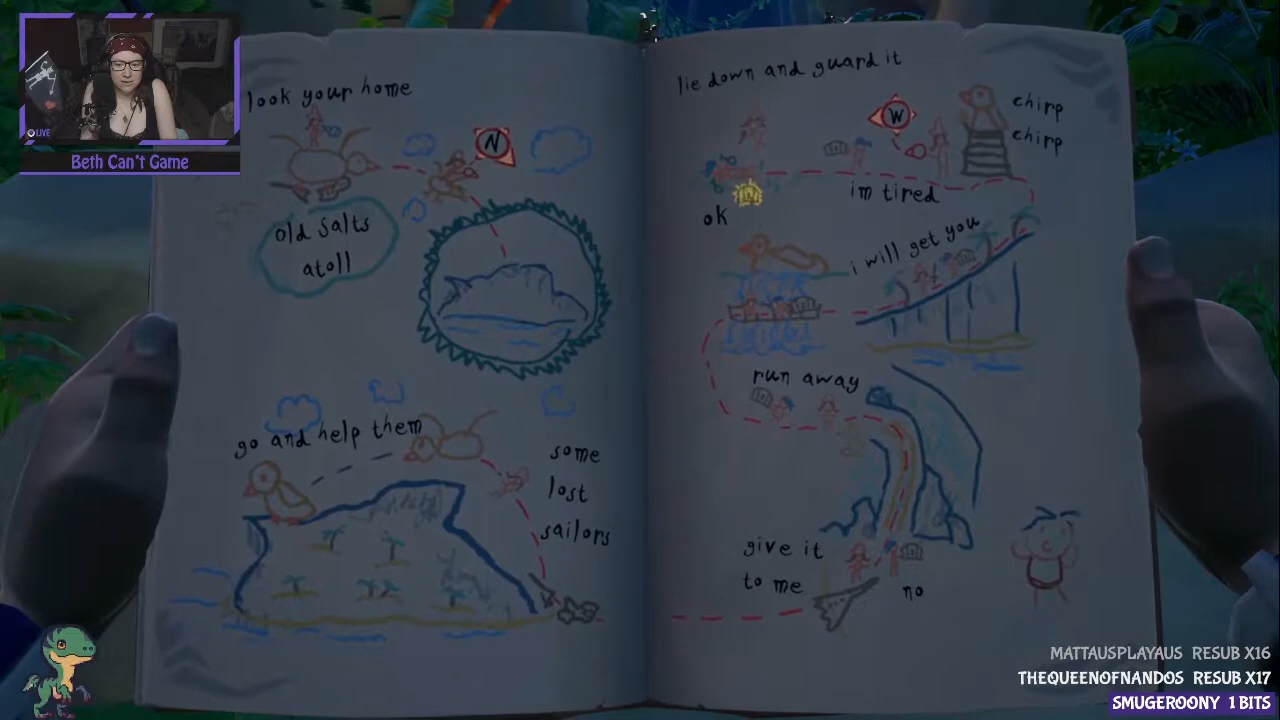 LIVE
Beth Can't Game
look your home
N
old salts
atoll
go and help them
some
lost
sailors
lie down and guard it
W
chirp
chirp
im tired
ok
i will get you
run away
give it
to me
no
MATTAUSPLAYAUS RESUB X16
THEQUEENOFNANDOS RESUB X17
SMUGEROONY 1 BITS